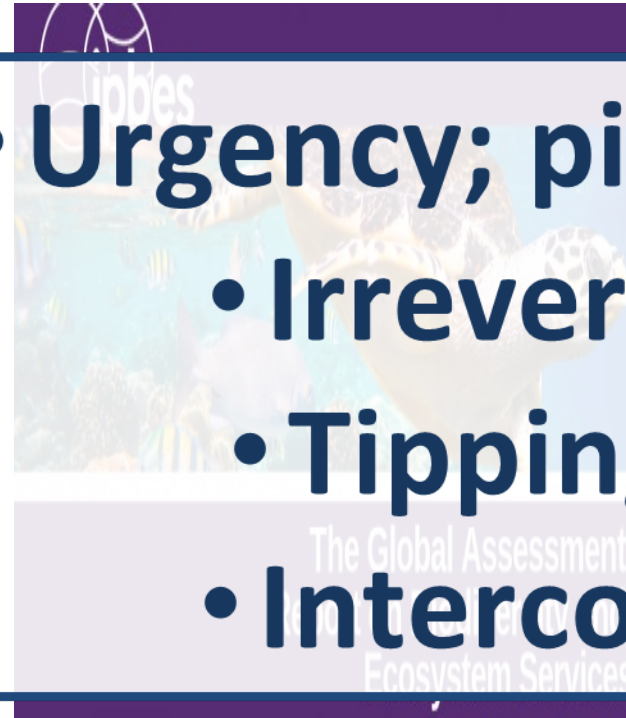 ipbes
• Urgency; pi
• Irrever
• Tippin
The Global Assessment
• Interco
Ecosystem Services